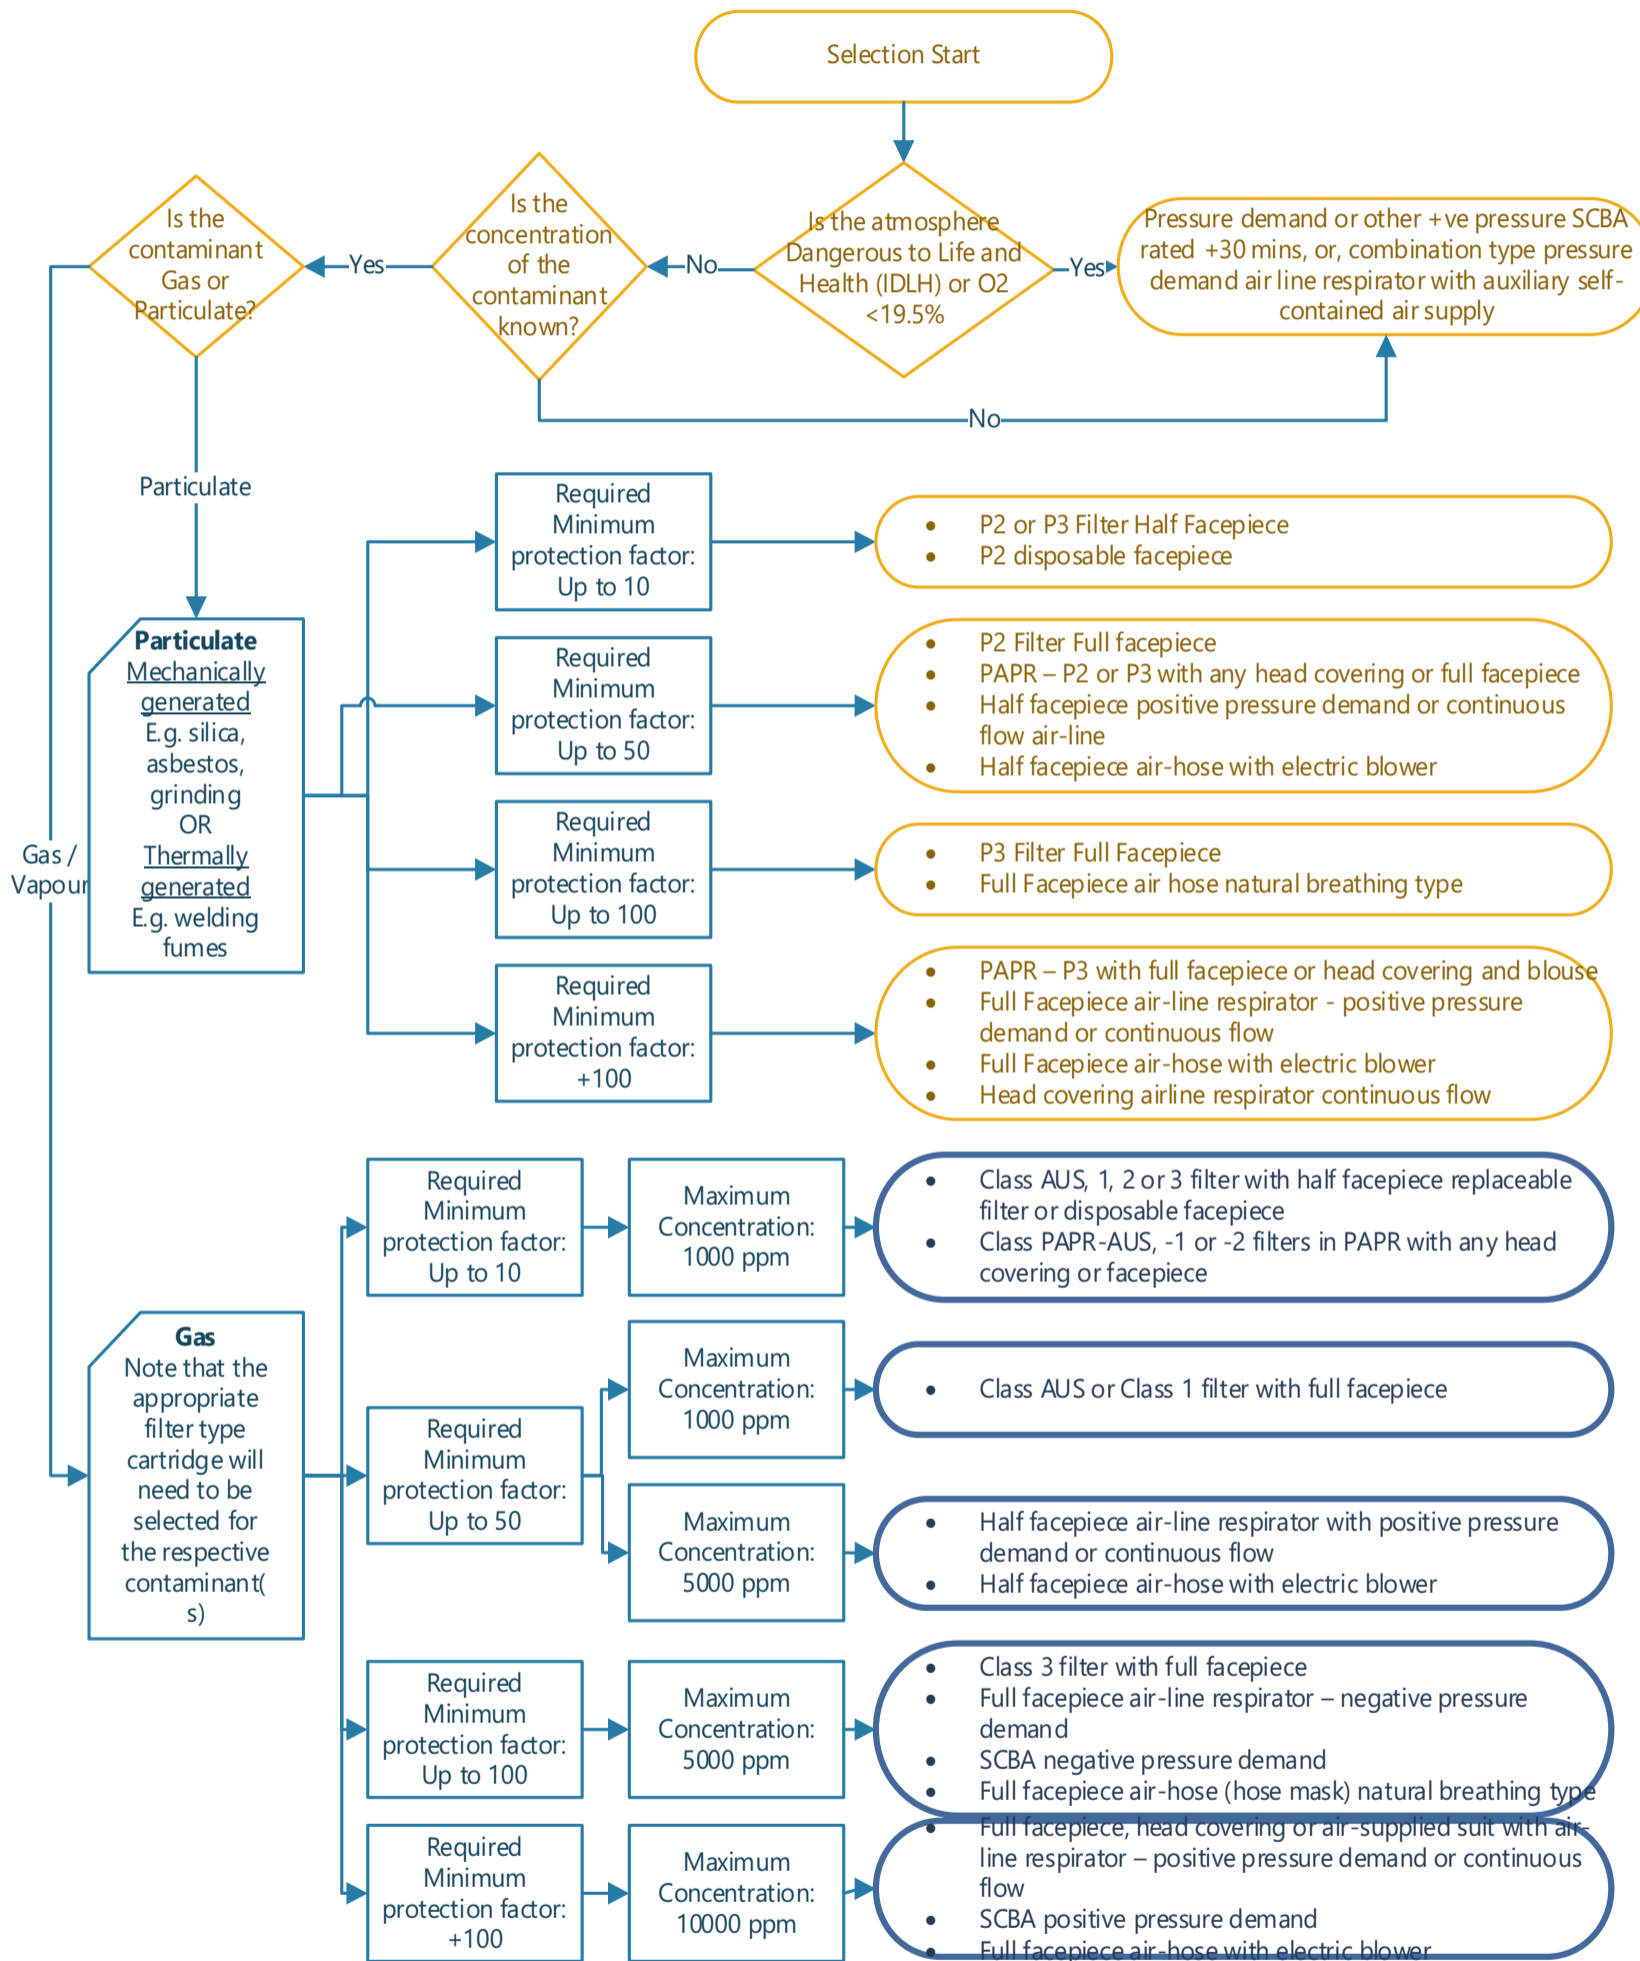 Selection Start
Is the
contaminant
Gas or
Particulate?
Yes
Is the
concentration
of the
contaminant
known?
No
Is the atmosphere
Dangerous to Life and
Health (IDLH) or O2
<19.5%
Yes
Pressure demand or other +ve pressure SCBA
rated +30 mins, or, combination type pressure
demand air line respirator with auxiliary self-
contained air supply
No
Particulate
Gas /
Vapour
Particulate
Mechanically
generated
E.g. silica,
asbestos,
grinding
OR
Thermally
generated
E.g. welding
fumes
Required
Minimum
protection factor:
Up to 10
• P2 or P3 Filter Half Facepiece
• P2 disposable facepiece
Required
Minimum
protection factor:
Up to 50
• P2 Filter Full facepiece
• PAPR – P2 or P3 with any head covering or full facepiece
• Half facepiece positive pressure demand or continuous
flow air-line
• Half facepiece air-hose with electric blower
Required
Minimum
protection factor:
Up to 100
• P3 Filter Full Facepiece
• Full Facepiece air hose natural breathing type
Required
Minimum
protection factor:
+100
• PAPR – P3 with full facepiece or head covering and blouse
• Full Facepiece air-line respirator - positive pressure
demand or continuous flow
• Full Facepiece air-hose with electric blower
• Head covering airline respirator continuous flow
Gas
Note that the
appropriate
filter type
cartridge will
need to be
selected for
the respective
contaminant(
s)
Required
Minimum
protection factor:
Up to 10
Maximum
Concentration:
1000 ppm
• Class AUS, 1, 2 or 3 filter with half facepiece replaceable
filter or disposable facepiece
• Class PAPR-AUS, -1 or -2 filters in PAPR with any head
covering or facepiece
Required
Minimum
protection factor:
Up to 50
Maximum
Concentration:
1000 ppm
• Class AUS or Class 1 filter with full facepiece
Maximum
Concentration:
5000 ppm
• Half facepiece air-line respirator with positive pressure
demand or continuous flow
• Half facepiece air-hose with electric blower
Required
Minimum
protection factor:
Up to 100
Maximum
Concentration:
5000 ppm
• Class 3 filter with full facepiece
• Full facepiece air-line respirator – negative pressure
demand
• SCBA negative pressure demand
• Full facepiece air-hose (hose mask) natural breathing type
Required
Minimum
protection factor:
+100
Maximum
Concentration:
10000 ppm
• Full facepiece, head covering or air-supplied suit with air-
line respirator – positive pressure demand or continuous
flow
• SCBA positive pressure demand
• Full facepiece air-hose with electric blower